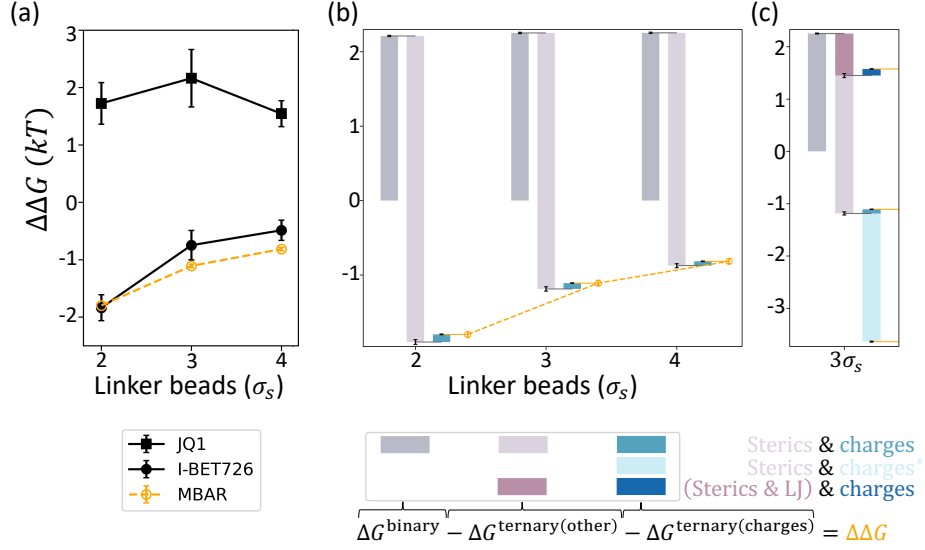 (a)
(b)
(c)
3
2
1
0
-1
-2
ΔΔG (kT)
2 3 4
Linker beads (σₛ)
2
1
0
-1
2 3 4
Linker beads (σₛ)
2
1
0
-1
-2
-3
3σₛ
JQ1
I-BET726
MBAR
Sterics & charges
Sterics & charges*
(Sterics & LJ) & charges
ΔG^binary − ΔG^ternary(other) − ΔG^ternary(charges) = ΔΔG